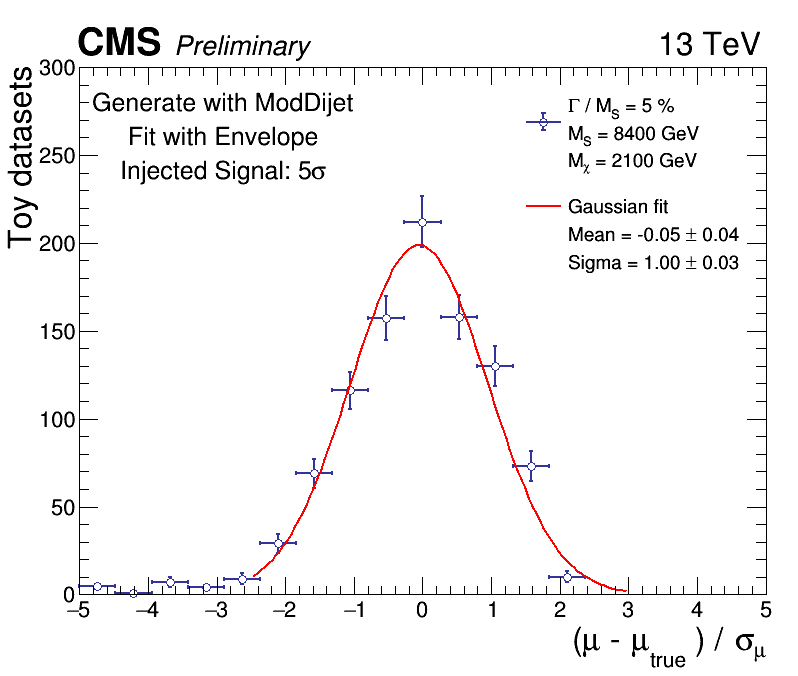 CMS Preliminary 13 TeV
Toy datasets
300
250
200
150
100
50
0
Generate with ModDijet
Fit with Envelope
Injected Signal: 5σ
Γ / M_S = 5 %
M_S = 8400 GeV
M_χ = 2100 GeV
Gaussian fit
Mean = -0.05 ± 0.04
Sigma = 1.00 ± 0.03
−5 −4 −3 −2 −1 0 1 2 3 4 5
(μ - μ_true ) / σ_μ